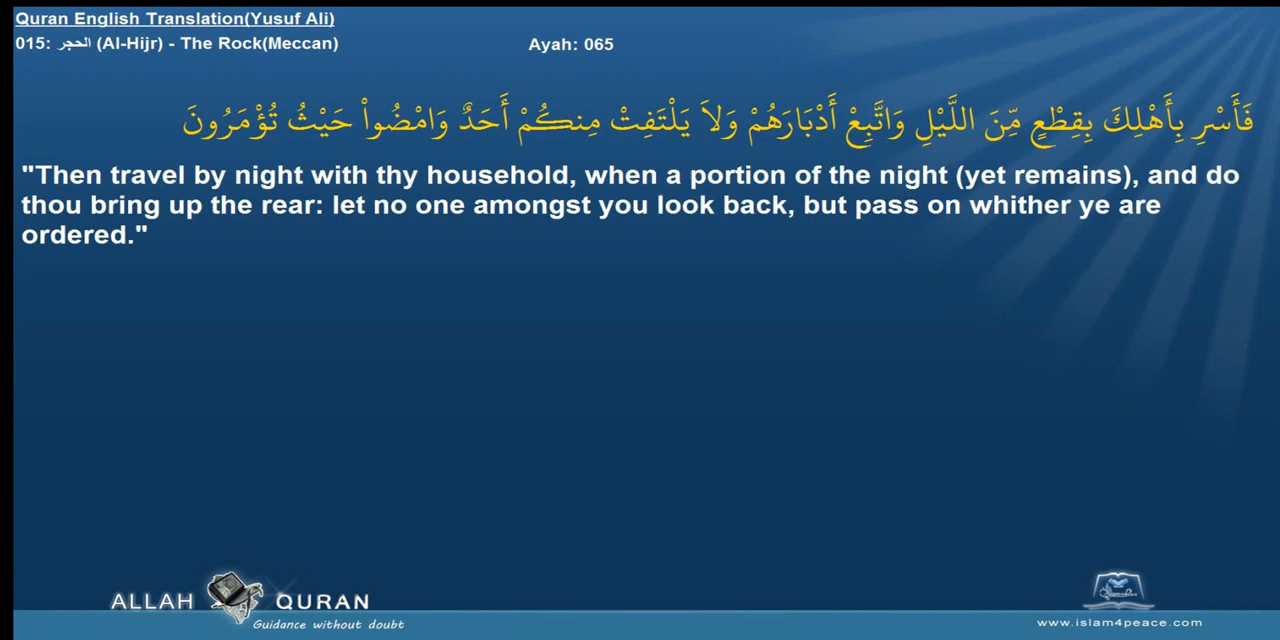 Quran English Translation(Yusuf Ali)
015: الحجر (Al-Hijr) - The Rock(Meccan)
Ayah: 065
فَأَسْرِ بِأَهْلِكَ بِقِطْعٍ مِّنَ اللَّيْلِ وَاتَّبِعْ أَدْبَارَهُمْ وَلاَ يَلْتَفِتْ مِنكُمْ أَحَدٌ وَامْضُواْ حَيْثُ تُؤْمَرُونَ
"Then travel by night with thy household, when a portion of the night (yet remains), and do
thou bring up the rear: let no one amongst you look back, but pass on whither ye are
ordered."
ALLAH QURAN
Guidance without doubt
www.islam4peace.com